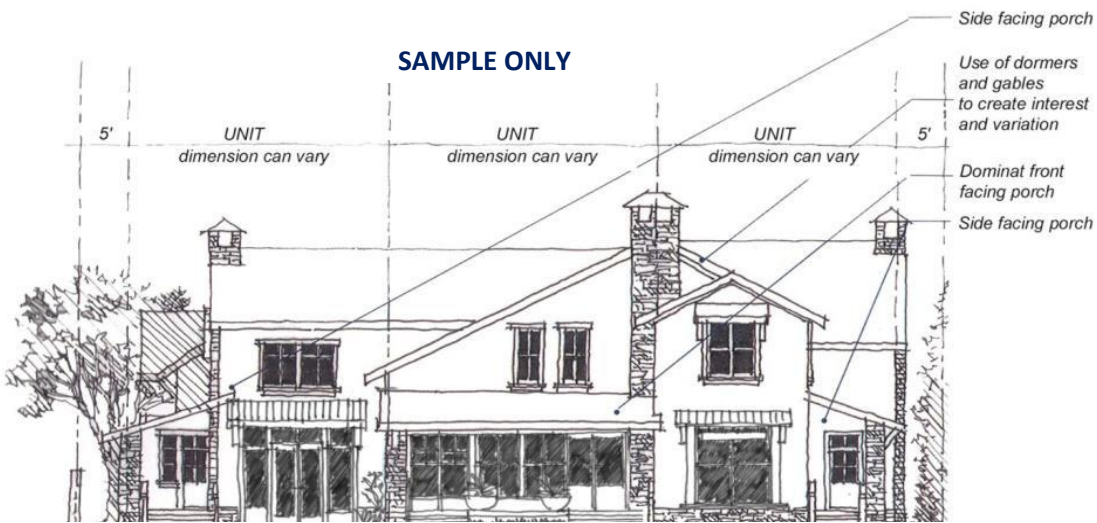 Side facing porch
SAMPLE ONLY
Use of dormers
and gables
to create interest
and variation
5'
UNIT
dimension can vary
UNIT
dimension can vary
UNIT
dimension can vary
5'
Dominat front
facing porch
Side facing porch